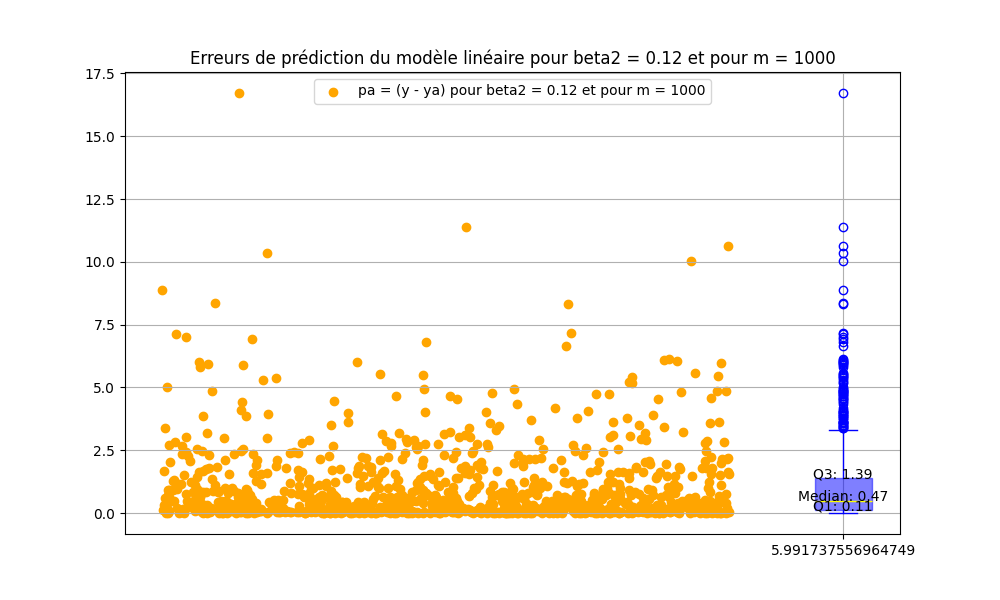 Erreurs de prédiction du modèle linéaire pour beta2 = 0.12 et pour m = 1000
pa = (y - ya) pour beta2 = 0.12 et pour m = 1000
17.5
15.0
12.5
10.0
7.5
5.0
2.5
0.0
Q3: 1.39
Median: 0.47
Q1: 0.11
5.991737556964749